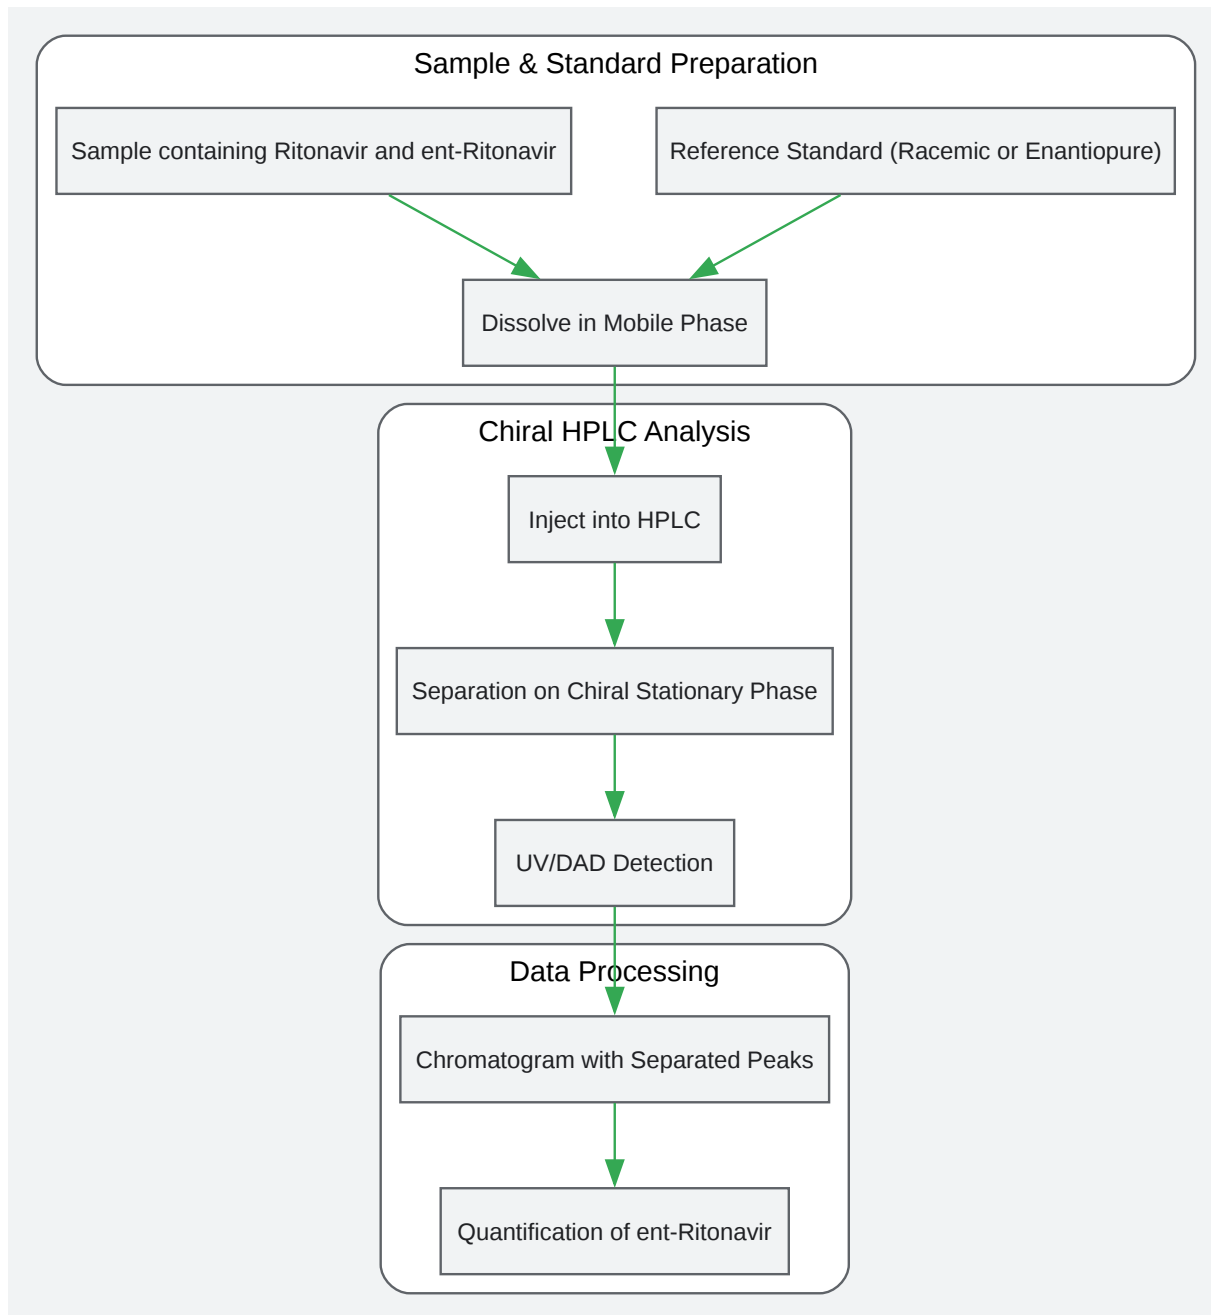 Sample & Standard Preparation
Sample containing Ritonavir and ent-Ritonavir
Reference Standard (Racemic or Enantiopure)
Dissolve in Mobile Phase
Chiral HPLC Analysis
Inject into HPLC
Separation on Chiral Stationary Phase
UV/DAD Detection
Data Processing
Chromatogram with Separated Peaks
Quantification of ent-Ritonavir